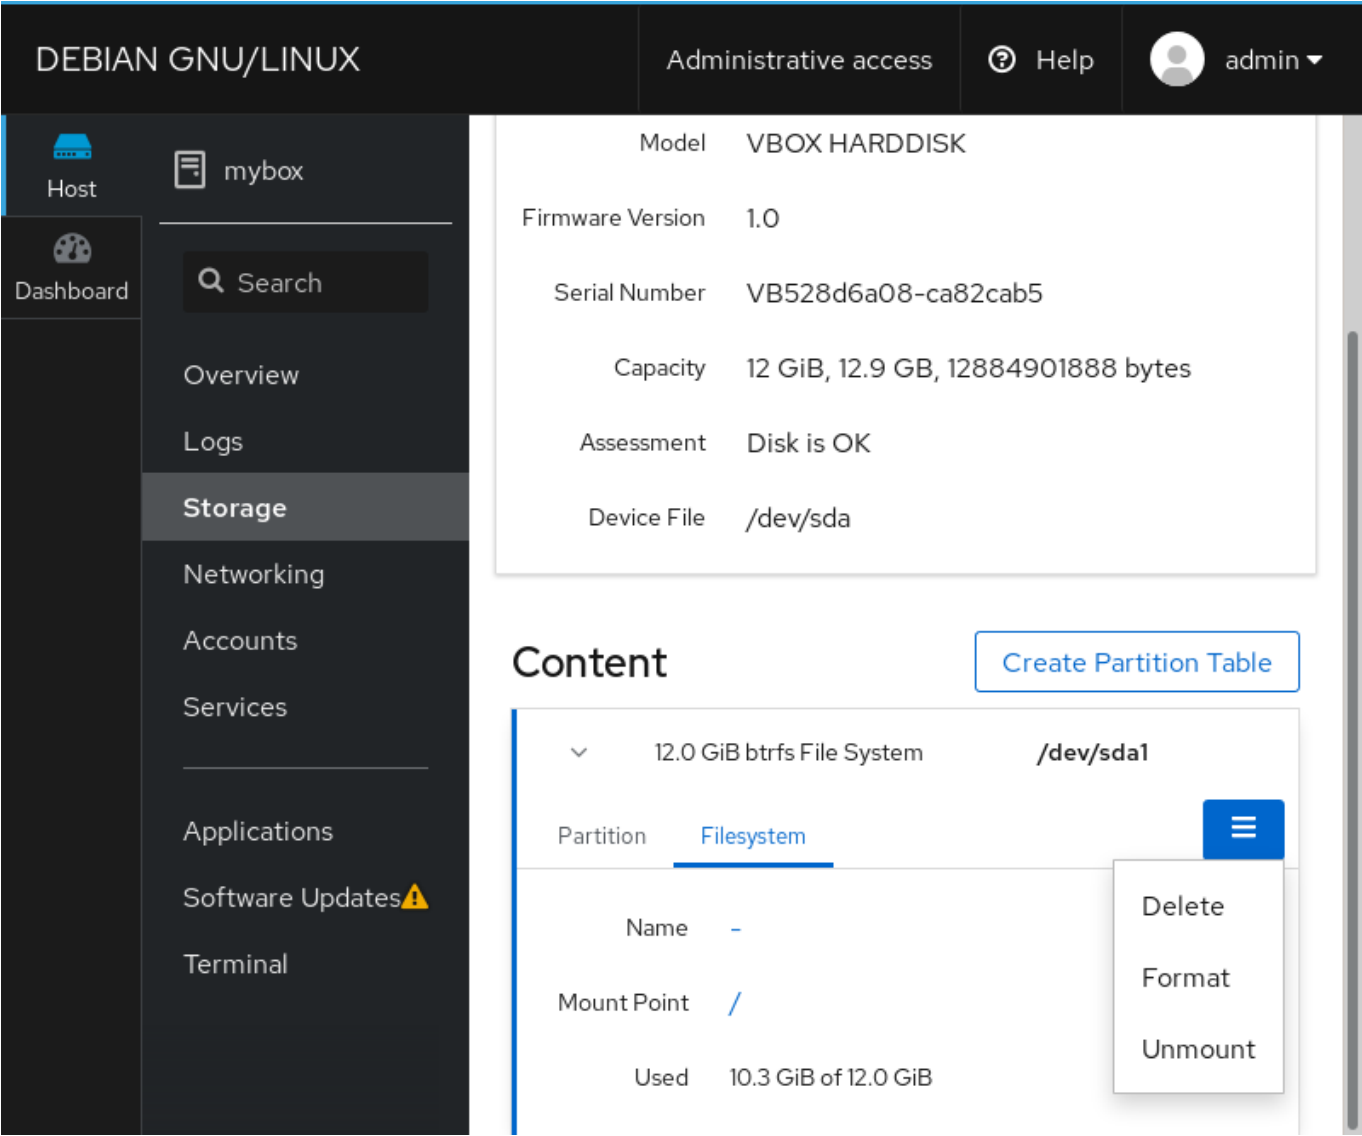 DEBIAN GNU/LINUX
Administrative access
Help
admin
Host
Dashboard
mybox
Search
Overview
Logs
Storage
Networking
Accounts
Services
Applications
Software Updates
Terminal
Model VBOX HARDDISK
Firmware Version 1.0
Serial Number VB528d6a08-ca82cab5
Capacity 12 GiB, 12.9 GB, 12884901888 bytes
Assessment Disk is OK
Device File /dev/sda
Content
Create Partition Table
12.0 GiB btrfs File System /dev/sda1
Partition Filesystem
Name -
Mount Point /
Used 10.3 GiB of 12.0 GiB
Delete
Format
Unmount